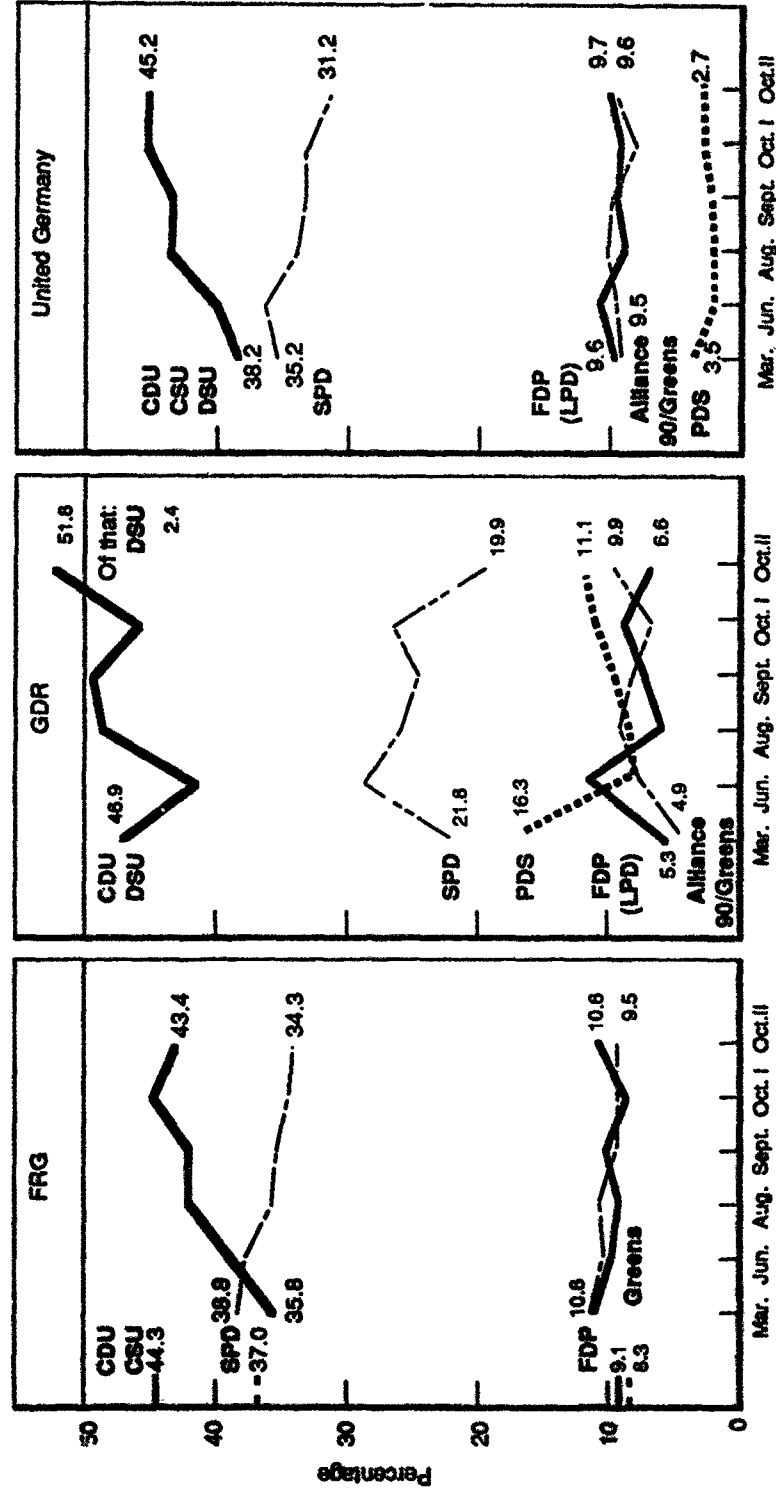 FRG
GDR
United Germany
Percentage
50
40
30
20
10
0
CDU
CSU
44.3
SPD
38.8
37.0
35.8
43.4
34.3
FDP
10.8
9.1
8.3
Greens
10.6
9.5
Mar. Jun. Aug. Sept. Oct. I Oct.II
CDU
DSU
46.9
51.8
Of that:
DSU
2.4
SPD
21.8
19.9
PDS
16.3
11.1
9.9
6.6
FDP
(LPD)
5.3
4.9
Alliance
90/Greens
Mar. Jun. Aug. Sept. Oct. I Oct.II
CDU
CSU
DSU
38.2
45.2
35.2
SPD
31.2
FDP
(LPD)
9.6
9.7
9.6
Alliance 9.5
90/Greens
PDS 3.5
2.7
Mar. Jun. Aug. Sept. Oct. I Oct.II